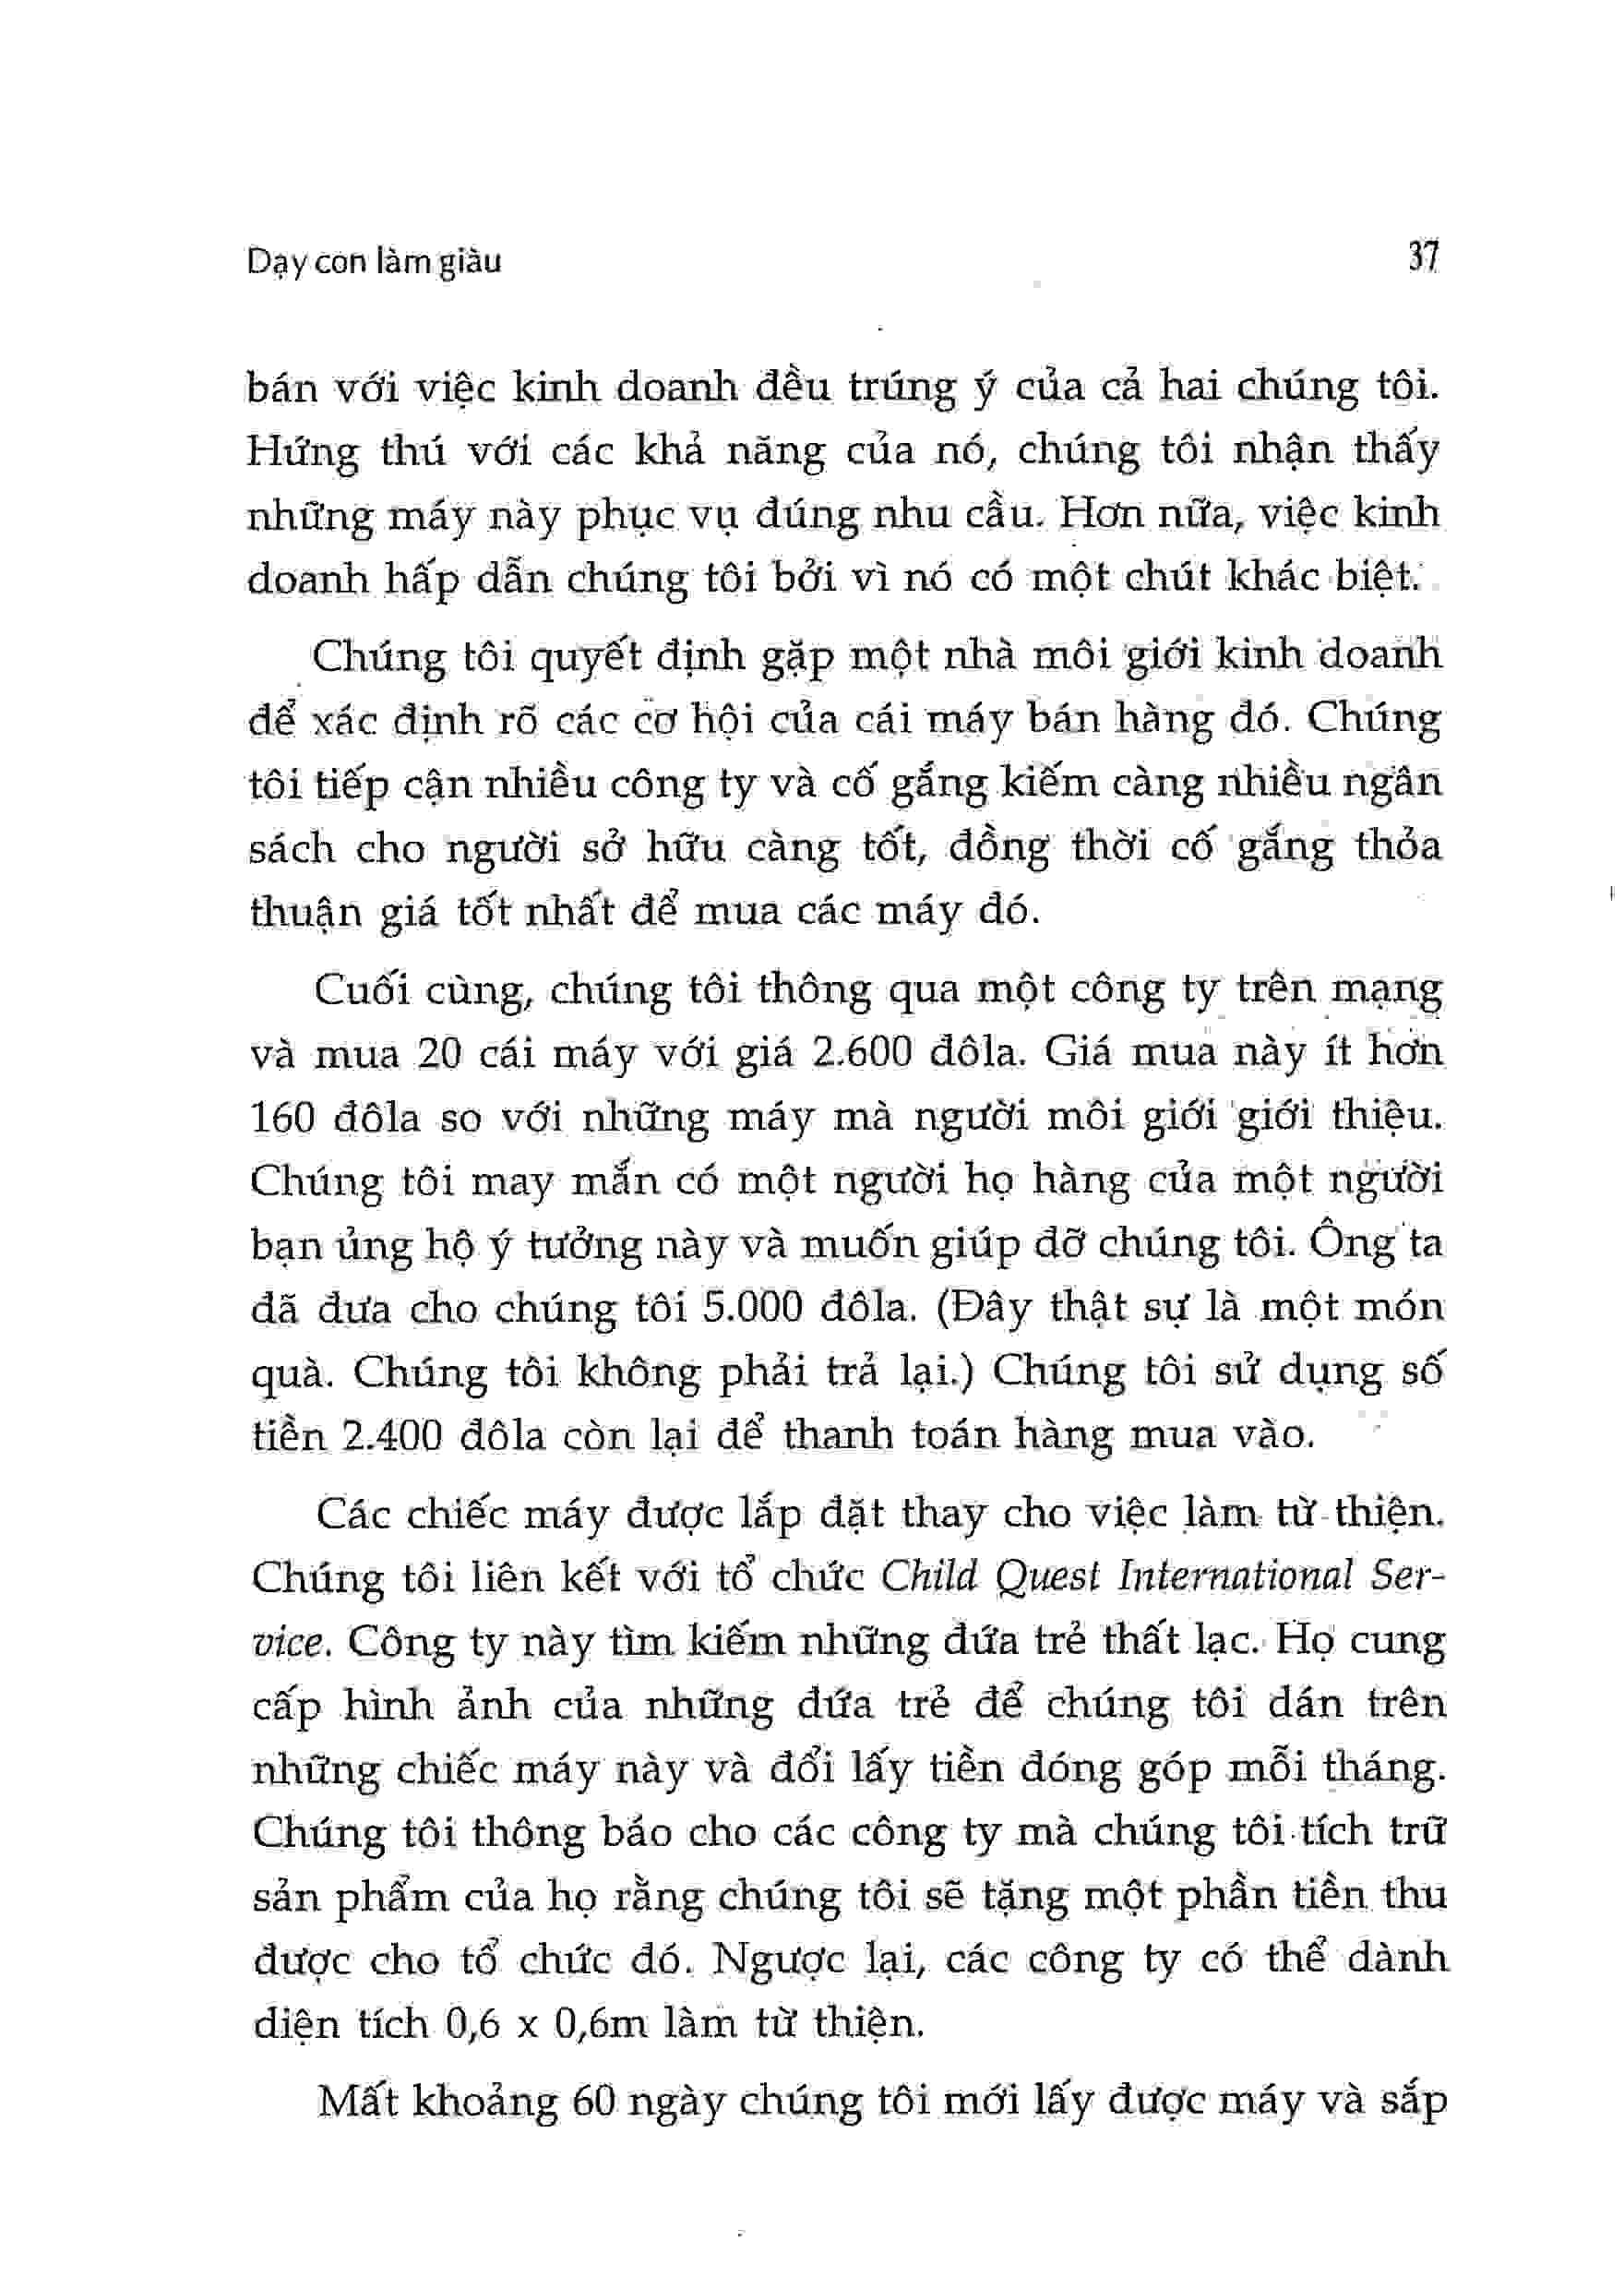 Dạy con làm giàu
37
bán với việc kinh doanh đều trúng ý của cả hai chúng tôi.
Hứng thú với các khả năng của nó, chúng tôi nhận thấy
những máy này phục vụ đúng nhu cầu. Hơn nữa, việc kinh
doanh hấp dẫn chúng tôi bởi vì nó có một chút khác biệt.
Chúng tôi quyết định gặp một nhà môi giới kinh doanh
để xác định rõ các cơ hội của cái máy bán hàng đó. Chúng
tôi tiếp cận nhiều công ty và cố gắng kiếm càng nhiều ngân
sách cho người sở hữu càng tốt, đồng thời cố gắng thỏa
thuận giá tốt nhất để mua các máy đó.
Cuối cùng, chúng tôi thông qua một công ty trên mạng
và mua 20 cái máy với giá 2.600 đôla. Giá mua này ít hơn
160 đôla so với những máy mà người môi giới giới thiệu.
Chúng tôi may mắn có một người họ hàng của một người
bạn ủng hộ ý tưởng này và muốn giúp đỡ chúng tôi. Ông ta
đã đưa cho chúng tôi 5.000 đôla. (Đây thật sự là một món
quà. Chúng tôi không phải trả lại.) Chúng tôi sử dụng số
tiền 2.400 đôla còn lại để thanh toán hàng mua vào.
Các chiếc máy được lắp đặt thay cho việc làm từ thiện.
Chúng tôi liên kết với tổ chức Child Quest International Ser-
vice. Công ty này tìm kiếm những đứa trẻ thất lạc. Họ cung
cấp hình ảnh của những đứa trẻ để chúng tôi dán trên
những chiếc máy này và đổi lấy tiền đóng góp mỗi tháng.
Chúng tôi thông báo cho các công ty mà chúng tôi tích trữ
sản phẩm của họ rằng chúng tôi sẽ tặng một phần tiền thu
được cho tổ chức đó. Ngược lại, các công ty có thể dành
diện tích 0,6 x 0,6m làm từ thiện.
Mất khoảng 60 ngày chúng tôi mới lấy được máy và sắp